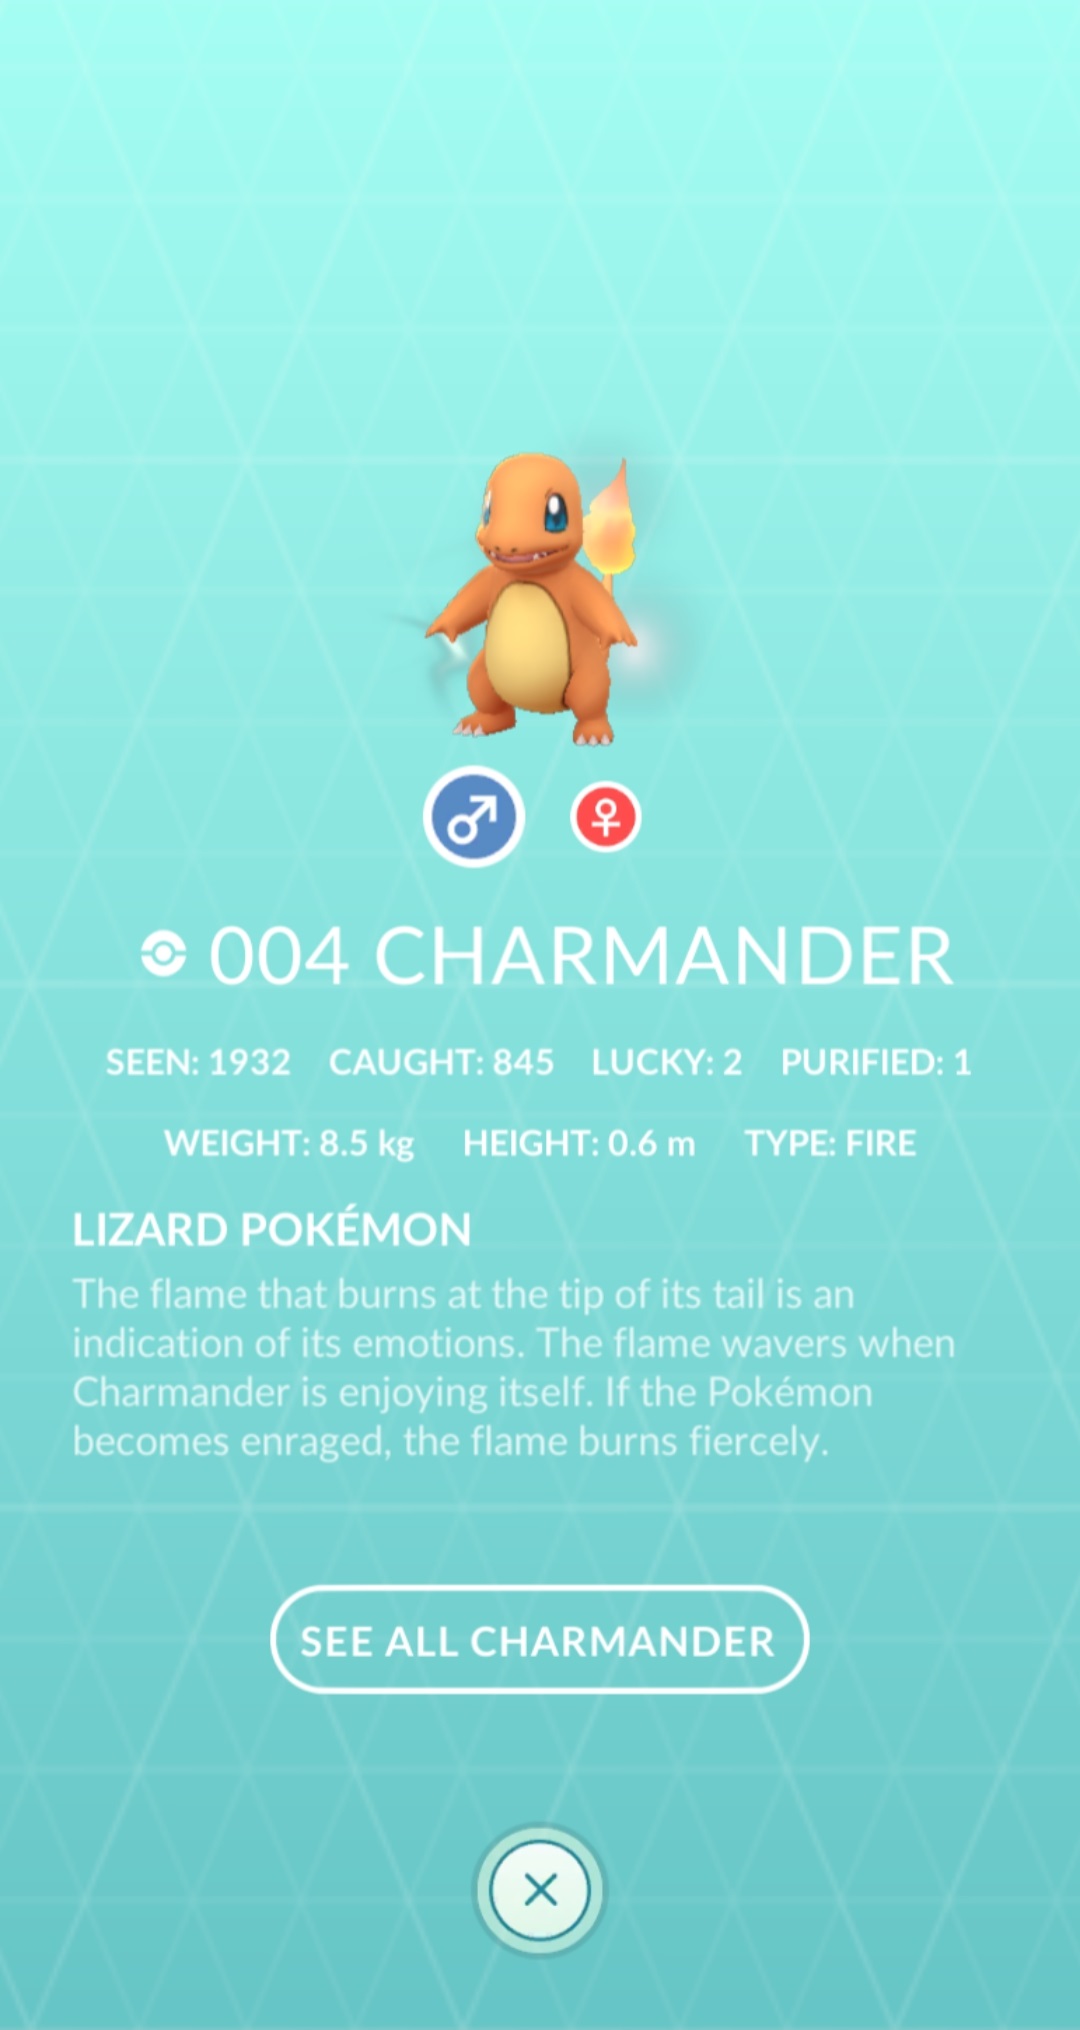 004 CHARMANDER
SEEN: 1932 CAUGHT: 845 LUCKY: 2 PURIFIED: 1
WEIGHT: 8.5 kg HEIGHT: 0.6 m TYPE: FIRE
LIZARD POKÉMON
The flame that burns at the tip of its tail is an
indication of its emotions. The flame wavers when
Charmander is enjoying itself. If the Pokémon
becomes enraged, the flame burns fiercely.
SEE ALL CHARMANDER